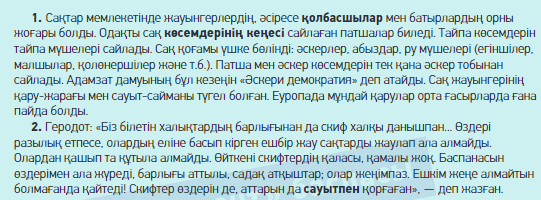 1. Сақтар мемлекетінде жауынгерлердің, әсіресе қолбасшылар мен батырлардың орны
жоғары болды. Одақты сақ көсемдерінің кеңесі сайлаған патшалар биледі. Тайпа көсемдерін
тайпа мүшелері сайлады. Сақ қоғамы үшке бөлінді: әскерлер, абыздар, ру мүшелері (егіншілер,
малшылар, қолөнершілер және т.б.). Патша мен әскер көсемдерін тек қана әскер тобынан
сайлады. Адамзат дамуының бұл кезеңін «Әскери демократия» деп атайды. Сақ жауынгерінің
қару-жарағы мен сауыт-сайманы түгел болған. Еуропада мұндай қарулар орта ғасырларда ғана
пайда болды.
2. Геродот: «Біз білетін халықтардың барлығынан да скиф халқы данышпан... Өздері
разылық етпесе, олардың еліне басып кірген ешбір жау сақтарды жаулап ала алмайды.
Олардан қашып та құтыла алмайды. Өйткені скифтердің қаласы, қамалы жоқ. Баспанасын
өздерімен ала жүреді, барлығы аттылы, садақ атқыштар; олар жеңімпаз. Ешкім жеңе алмайтын
болмағанда қайтеді! Скифтер өздерін де, аттарын да сауытпен қорғаған», — деп жазған.